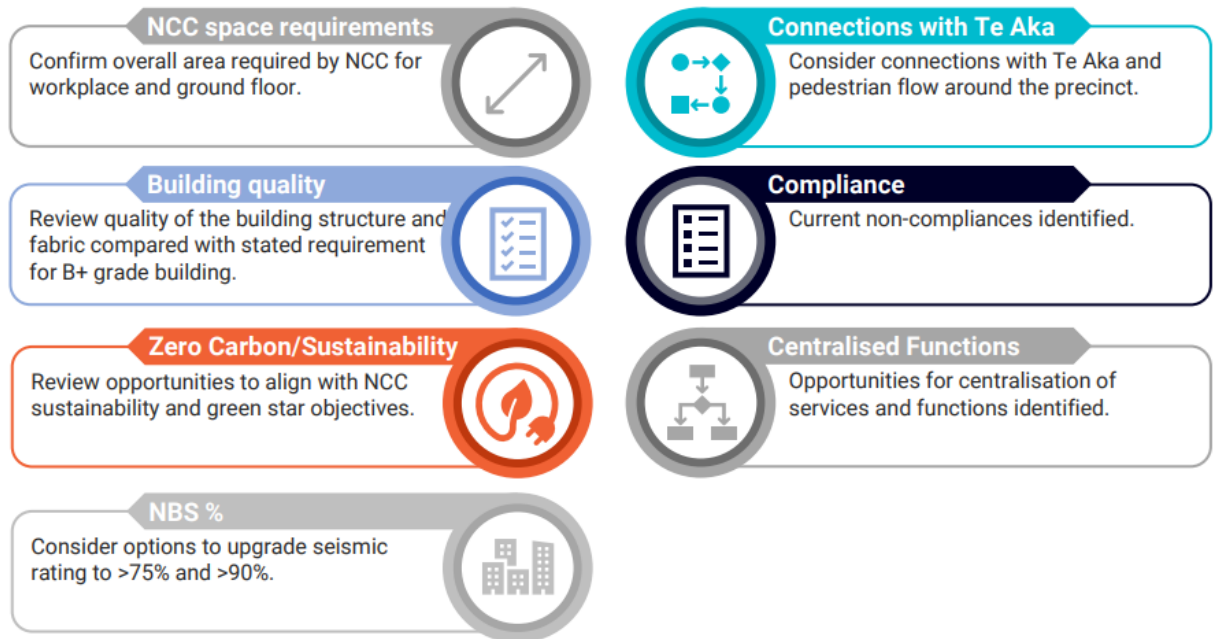 NCC space requirements
Confirm overall area required by NCC for
workplace and ground floor.
Building quality
Review quality of the building structure and
fabric compared with stated requirement
for B+ grade building.
Zero Carbon/Sustainability
Review opportunities to align with NCC
sustainability and green star objectives.
NBS %
Consider options to upgrade seismic
rating to >75% and >90%.
Connections with Te Aka
Consider connections with Te Aka and
pedestrian flow around the precinct.
Compliance
Current non-compliances identified.
Centralised Functions
Opportunities for centralisation of
services and functions identified.